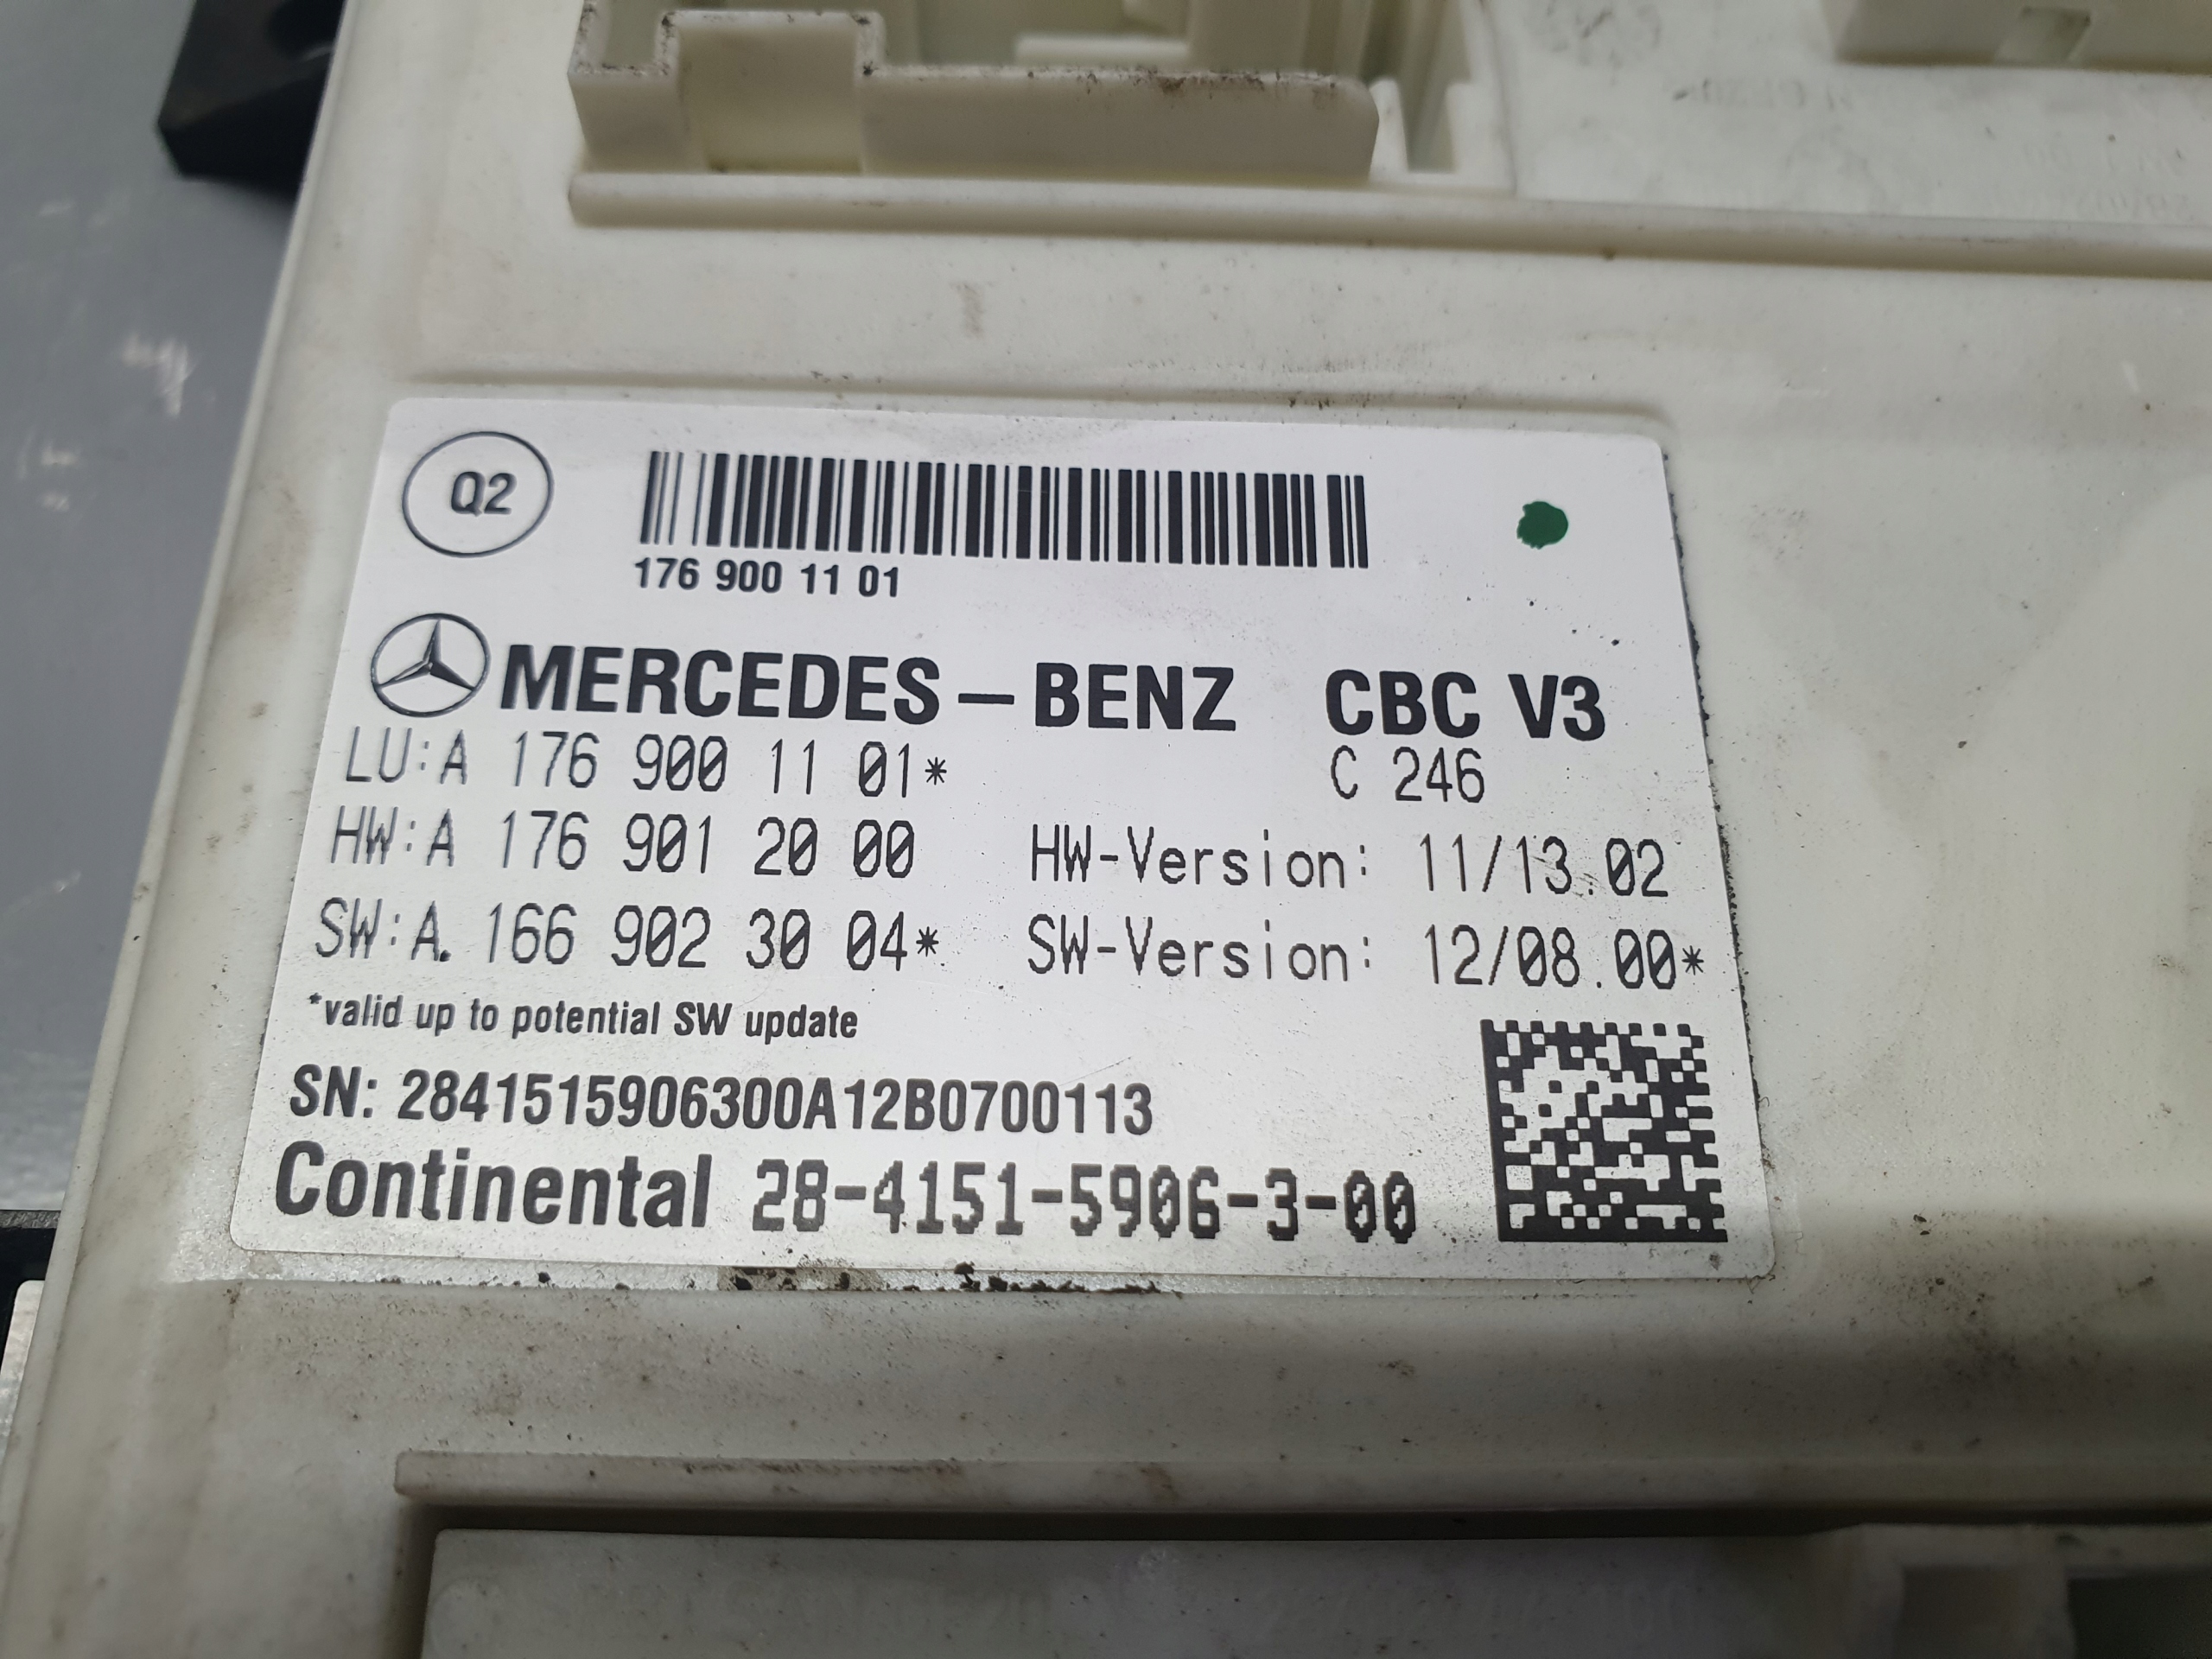 Q2
176 900 11 01
MERCEDES-BENZ CBC V3
LU:A 176 900 11 01* C 246
HW:A 176 901 20 00 HW-Version: 11/13.02
SW:A. 166 902 30 04* SW-Version: 12/08.00*
*valid up to potential SW update
SN: 2841515906300A12B0700113
Continental 28-4151-5906-3-00